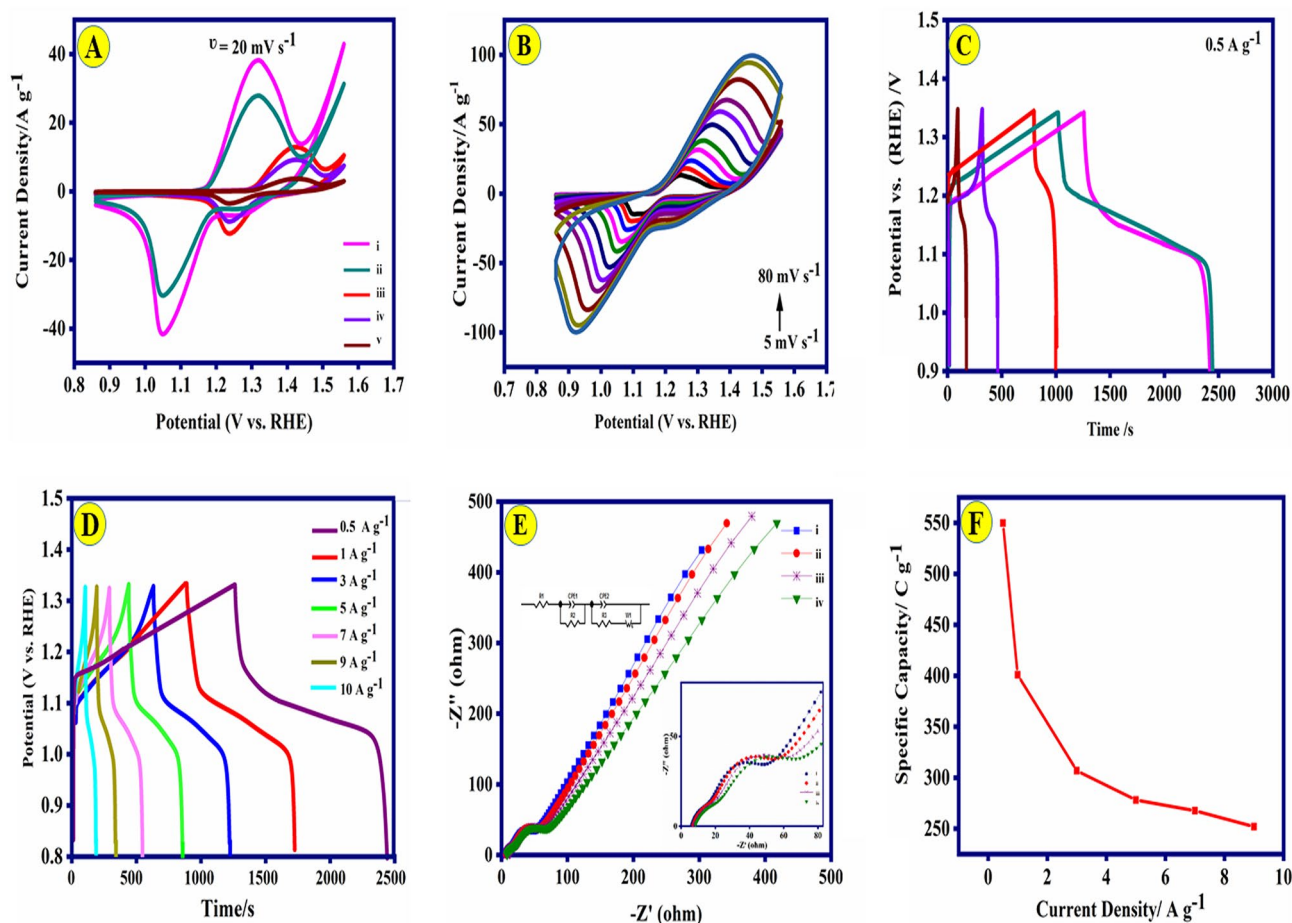 A
υ = 20 mV s⁻¹
40
20
0
-20
-40
Current Density/A g⁻¹
i
ii
iii
iv
v
0.8 0.9 1.0 1.1 1.2 1.3 1.4 1.5 1.6 1.7
Potential (V vs. RHE)
B
100
50
0
-50
-100
Current Density/A g⁻¹
80 mV s⁻¹
5 mV s⁻¹
0.7 0.8 0.9 1.0 1.1 1.2 1.3 1.4 1.5 1.6 1.7
Potential (V vs. RHE)
C
0.5 A g⁻¹
1.5
1.4
1.3
1.2
1.1
1.0
0.9
Potential vs. (RHE) /V
0 500 1000 1500 2000 2500 3000
Time /s
D
1.5
1.4
1.3
1.2
1.1
1.0
0.9
0.8
Potential (V vs. RHE)
0.5 A g⁻¹
1 A g⁻¹
3 A g⁻¹
5 A g⁻¹
7 A g⁻¹
9 A g⁻¹
10 A g⁻¹
0 500 1000 1500 2000 2500
Time/s
E
500
400
300
200
100
0
-Z'' (ohm)
i
ii
iii
iv
R1
CPE1
CPE2
-Z'' (ohm)
50
0
0 20 40 60 80
-Z' (ohm)
0 100 200 300 400 500
-Z' (ohm)
F
550
500
450
400
350
300
250
Specific Capacity/ C g⁻¹
0 2 4 6 8 10
Current Density/ A g⁻¹